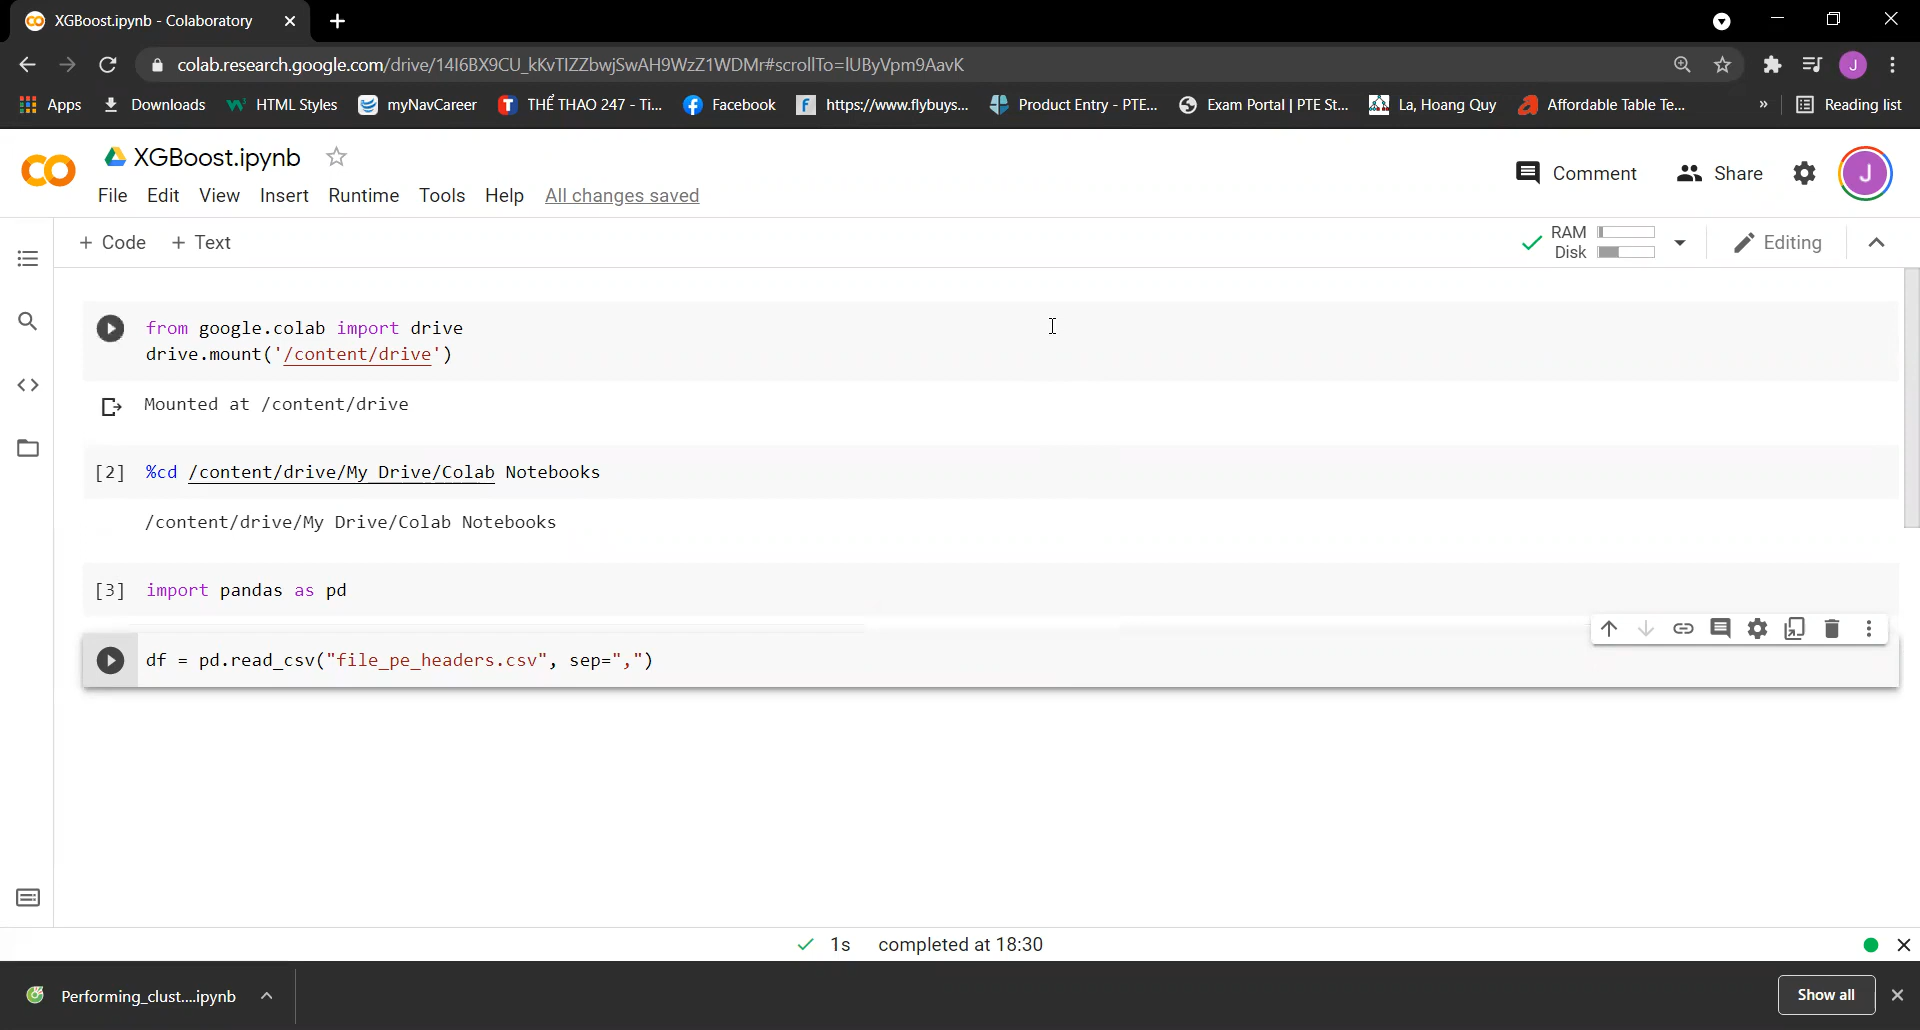 XGBoost.ipynb - Colaboratory
colab.research.google.com/drive/14I6BX9CU_kKvTIZZbwjSwAH9WzZ1WDMr#scrollTo=IUByVpm9AavK
J
Apps Downloads HTML Styles myNavCareer THỂ THAO 247 - Ti... Facebook https://www.flybuys... Product Entry - PTE... Exam Portal | PTE St... La, Hoang Quy Affordable Table Te... » Reading list
XGBoost.ipynb
Comment Share J
File Edit View Insert Runtime Tools Help All changes saved
+ Code + Text RAM Editing
Disk
from google.colab import drive
drive.mount('/content/drive')
Mounted at /content/drive
[2] %cd /content/drive/My Drive/Colab Notebooks
/content/drive/My Drive/Colab Notebooks
[3] import pandas as pd
df = pd.read_csv("file_pe_headers.csv", sep=",")
1s completed at 18:30
Performing_clust....ipynb
Show all